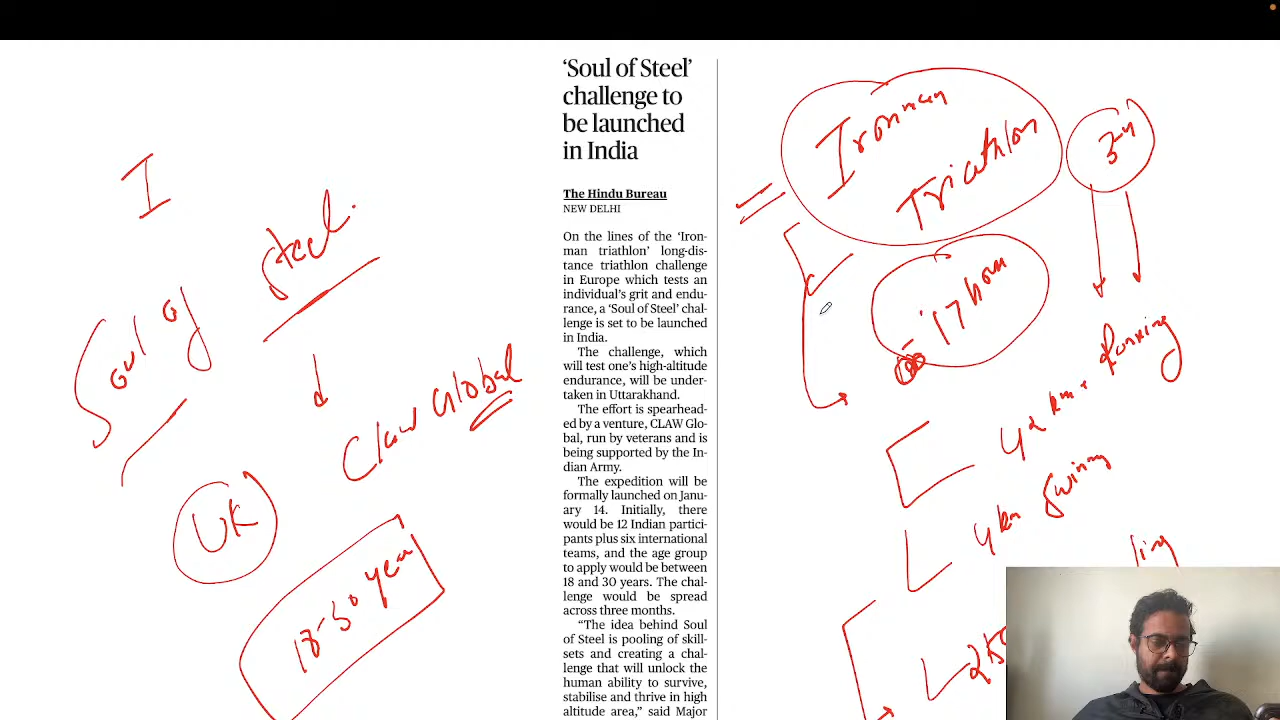 I
Soul of steel.
Claw Global
UK
18-30 year
'Soul of Steel'
challenge to
be launched
in India
The Hindu Bureau
NEW DELHI
On the lines of the 'Iron-
man triathlon' long-dis-
tance triathlon challenge
in Europe which tests an
individual's grit and endu-
rance, a 'Soul of Steel' chal-
lenge is set to be launched
in India.
The challenge, which
will test one's high-altitude
endurance, will be under-
taken in Uttarakhand.
The effort is spearhead-
ed by a venture, CLAW Glo-
bal, run by veterans and is
being supported by the In-
dian Army.
The expedition will be
formally launched on Janu-
ary 14. Initially, there
would be 12 Indian partici-
pants plus six international
teams, and the age group
to apply would be between
18 and 30 years. The chal-
lenge would be spread
across three months.
"The idea behind Soul
of Steel is pooling of skill-
sets and creating a chal-
lenge that will unlock the
human ability to survive,
stabilise and thrive in high
altitude area," said Major
Ironman
Triathlon
17 hour
42 km Running
4 km
ling